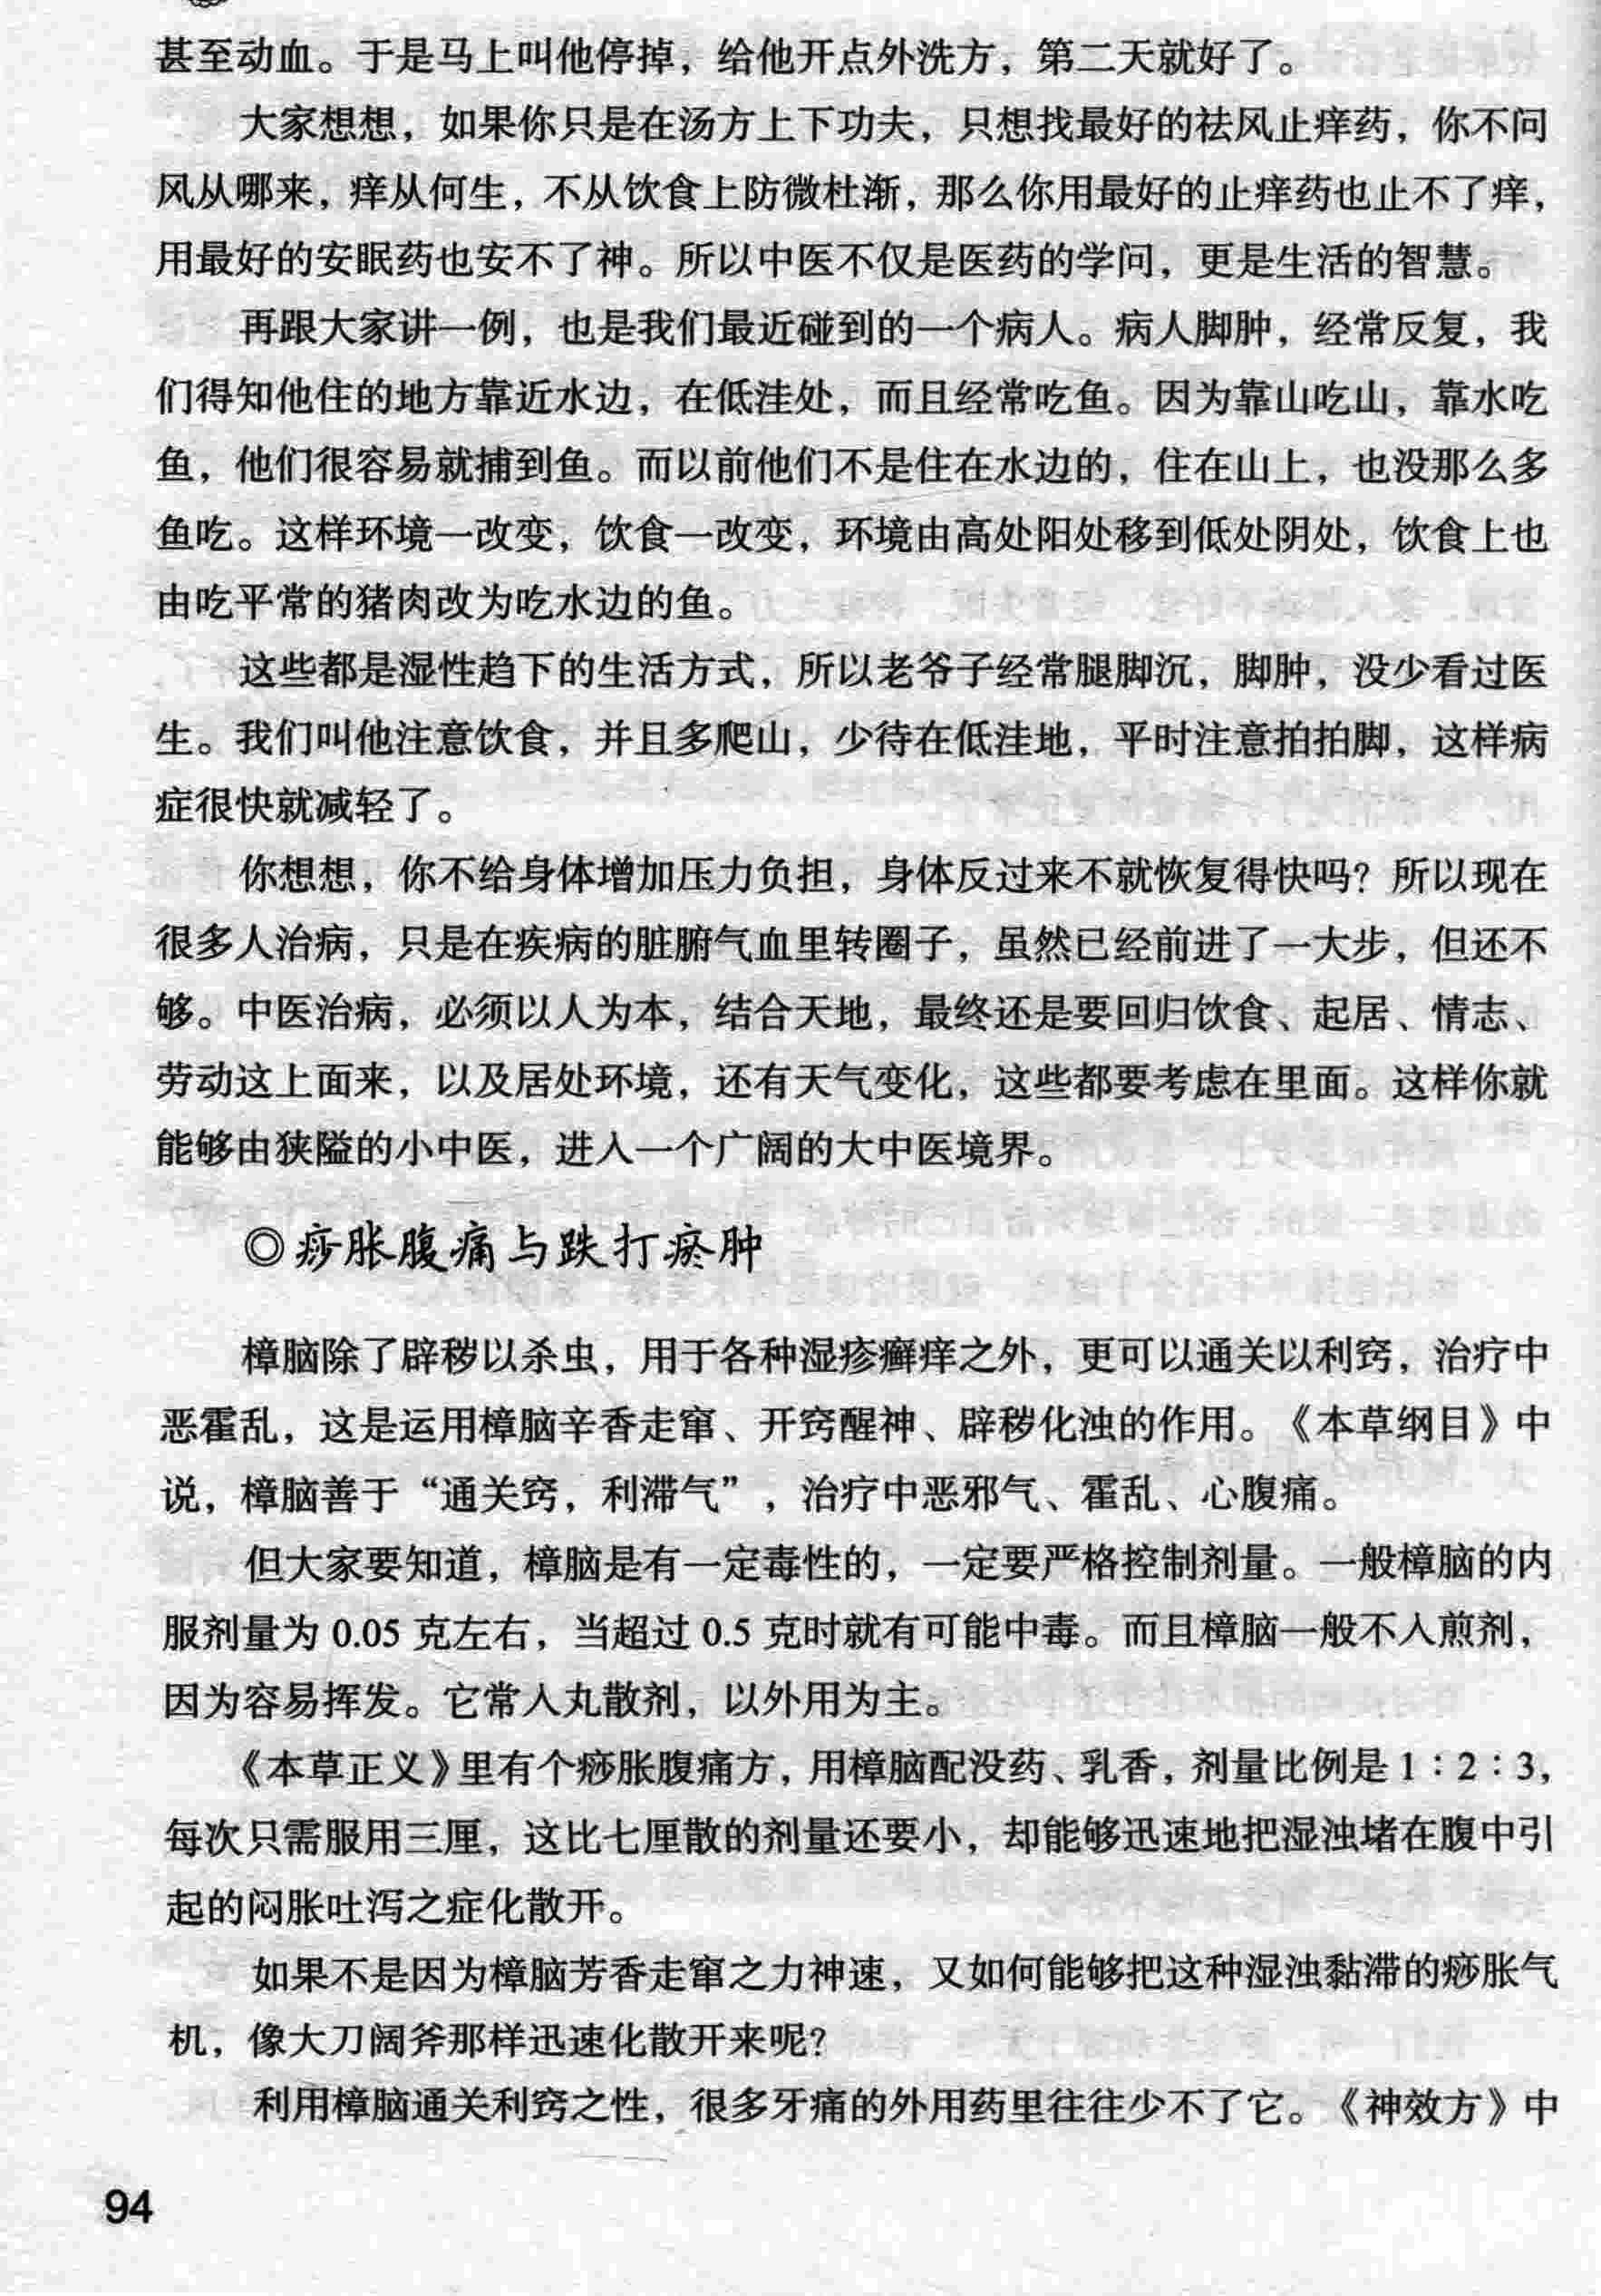 甚至动血。于是马上叫他停掉，给他开点外洗方，第二天就好了。
大家想想，如果你只是在汤方上下功夫，只想找最好的祛风止痒药，你不问
风从哪来，痒从何生，不从饮食上防微杜渐，那么你用最好的止痒药也止不了痒，
用最好的安眠药也安不了神。所以中医不仅是医药的学问，更是生活的智慧。
再跟大家讲一例，也是我们最近碰到的一个病人。病人脚肿，经常反复，我
们得知他住的地方靠近水边，在低洼处，而且经常吃鱼。因为靠山吃山，靠水吃
鱼，他们很容易就捕到鱼。而以前他们不是住在水边的，住在山上，也没那么多
鱼吃。这样环境一改变，饮食一改变，环境由高处阳处移到低处阴处，饮食上也
由吃平常的猪肉改为吃水边的鱼。
这些都是湿性趋下的生活方式，所以老爷子经常腿脚沉，脚肿，没少看过医
生。我们叫他注意饮食，并且多爬山，少待在低洼地，平时注意拍拍脚，这样病
症很快就减轻了。
你想想，你不给身体增加压力负担，身体反过来不就恢复得快吗？所以现在
很多人治病，只是在疾病的脏腑气血里转圈子，虽然已经前进了一大步，但还不
够。中医治病，必须以人为本，结合天地，最终还是要回归饮食、起居、情志、
劳动这上面来，以及居处环境，还有天气变化，这些都要考虑在里面。这样你就
能够由狭隘的小中医，进入一个广阔的大中医境界。
◎痧胀腹痛与跌打瘀肿
樟脑除了辟秽以杀虫，用于各种湿疹癣痒之外，更可以通关以利窍，治疗中
恶霍乱，这是运用樟脑辛香走窜、开窍醒神、辟秽化浊的作用。《本草纲目》中
说，樟脑善于“通关窍，利滞气”，治疗中恶邪气、霍乱、心腹痛。
但大家要知道，樟脑是有一定毒性的，一定要严格控制剂量。一般樟脑的内
服剂量为 0.05 克左右，当超过 0.5 克时就有可能中毒。而且樟脑一般不入煎剂，
因为容易挥发。它常入丸散剂，以外用为主。
《本草正义》里有个痧胀腹痛方，用樟脑配没药、乳香，剂量比例是 1∶2∶3，
每次只需服用三厘，这比七厘散的剂量还要小，却能够迅速地把湿浊堵在腹中引
起的闷胀吐泻之症化散开。
如果不是因为樟脑芳香走窜之力神速，又如何能够把这种湿浊黏滞的痧胀气
机，像大刀阔斧那样迅速化散开来呢？
利用樟脑通关利窍之性，很多牙痛的外用药里往往少不了它。《神效方》中
94